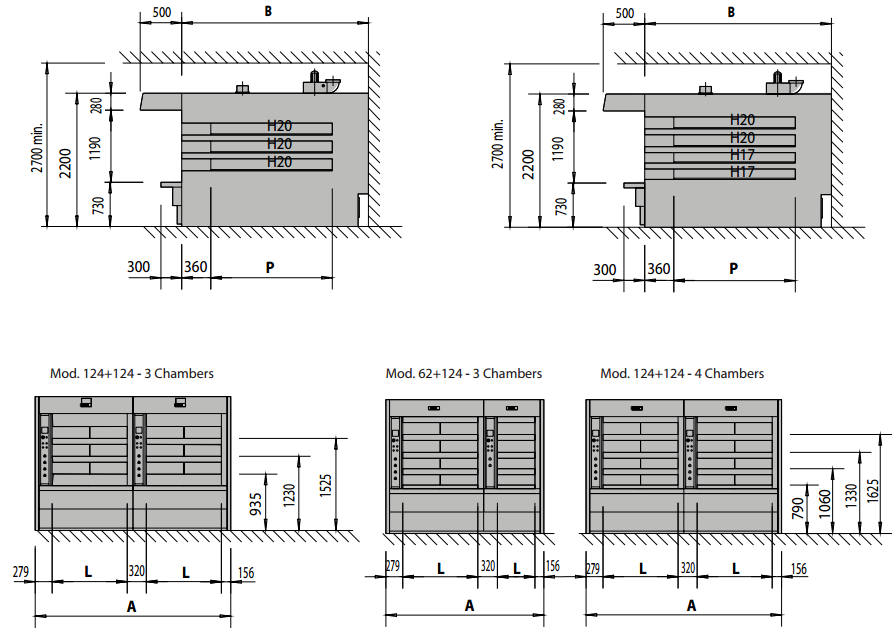 500 B
500 B
2700 min.
2200
280
1190
730
H20
H20
H20
2700 min.
2200
280
1190
730
H20
H20
H17
H17
300 360 P
300 360 P
Mod. 124+124 - 3 Chambers
Mod. 62+124 - 3 Chambers
Mod. 124+124 - 4 Chambers
935
1230
1525
790
1060
1330
1625
279 L 320 L 156
279 L 320 L 156
279 L 320 L 156
A
A
A